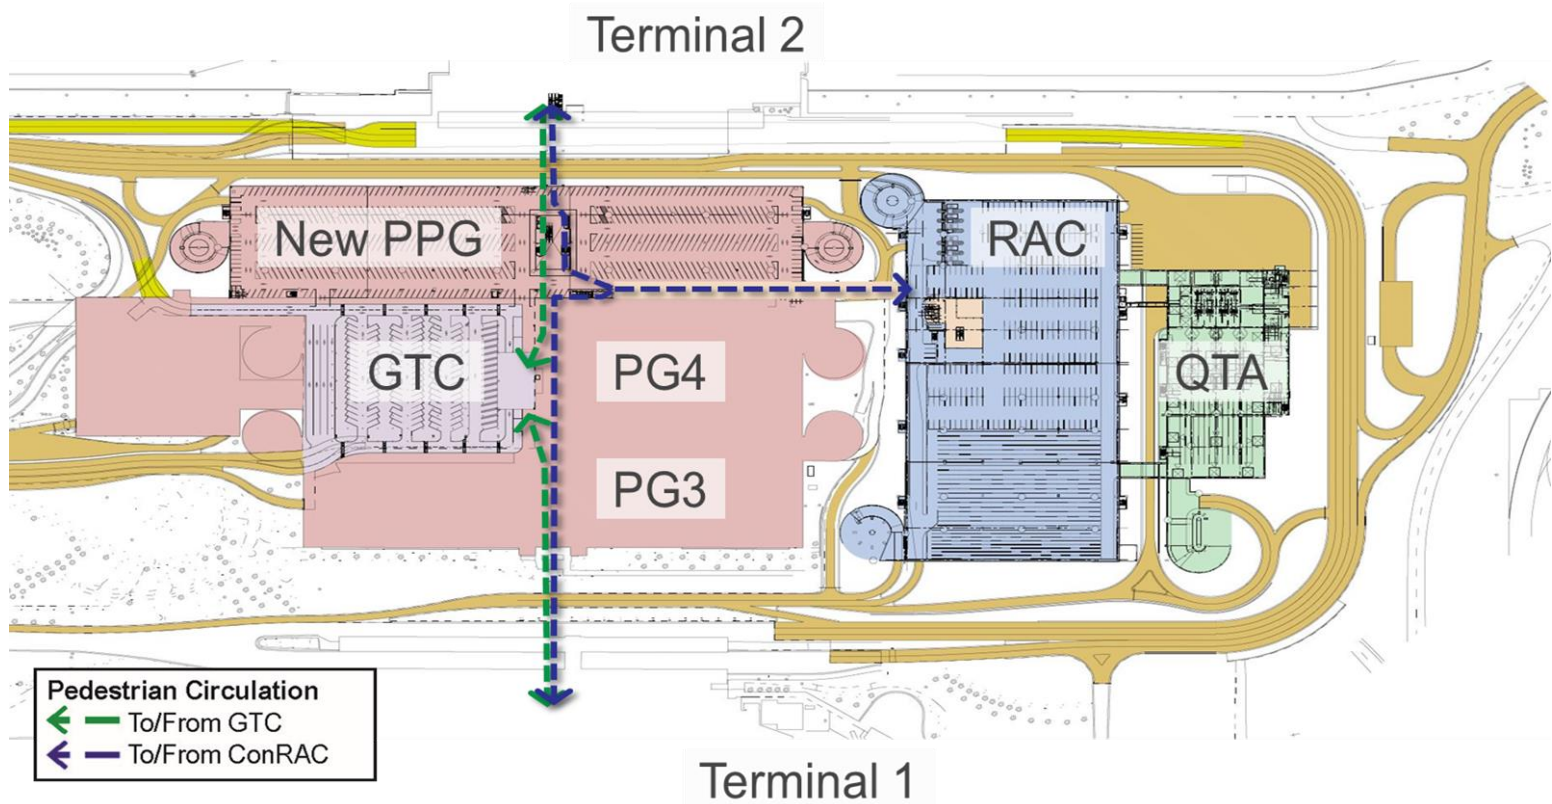 Terminal 2
New PPG
RAC
GTC
PG4
QTA
PG3
Pedestrian Circulation
To/From GTC
To/From ConRAC
Terminal 1